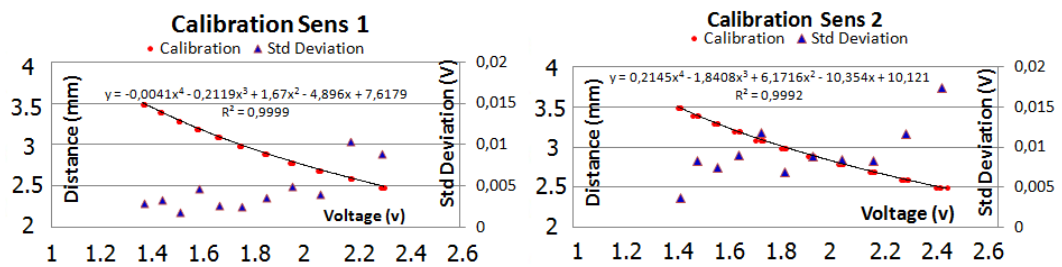 Calibration Sens 1
Calibration Std Deviation
4
3.5
3
2.5
2
Distance (mm)
y = -0,0041x⁴ - 0,2119x³ + 1,67x² - 4,896x + 7,6179
R² = 0,9999
Voltage (v)
1 1.2 1.4 1.6 1.8 2 2.2 2.4 2.6
Std Deviation (V)
0,02
0,015
0,01
0,005
0
Calibration Sens 2
Calibration Std Deviation
4
3.5
3
2.5
2
Distance (mm)
y = 0,2145x⁴ - 1,8408x³ + 6,1716x² - 10,354x + 10,121
R² = 0,9992
Voltage (v)
1 1.2 1.4 1.6 1.8 2 2.2 2.4 2.6
Std Deviation (V)
0,02
0,015
0,01
0,005
0